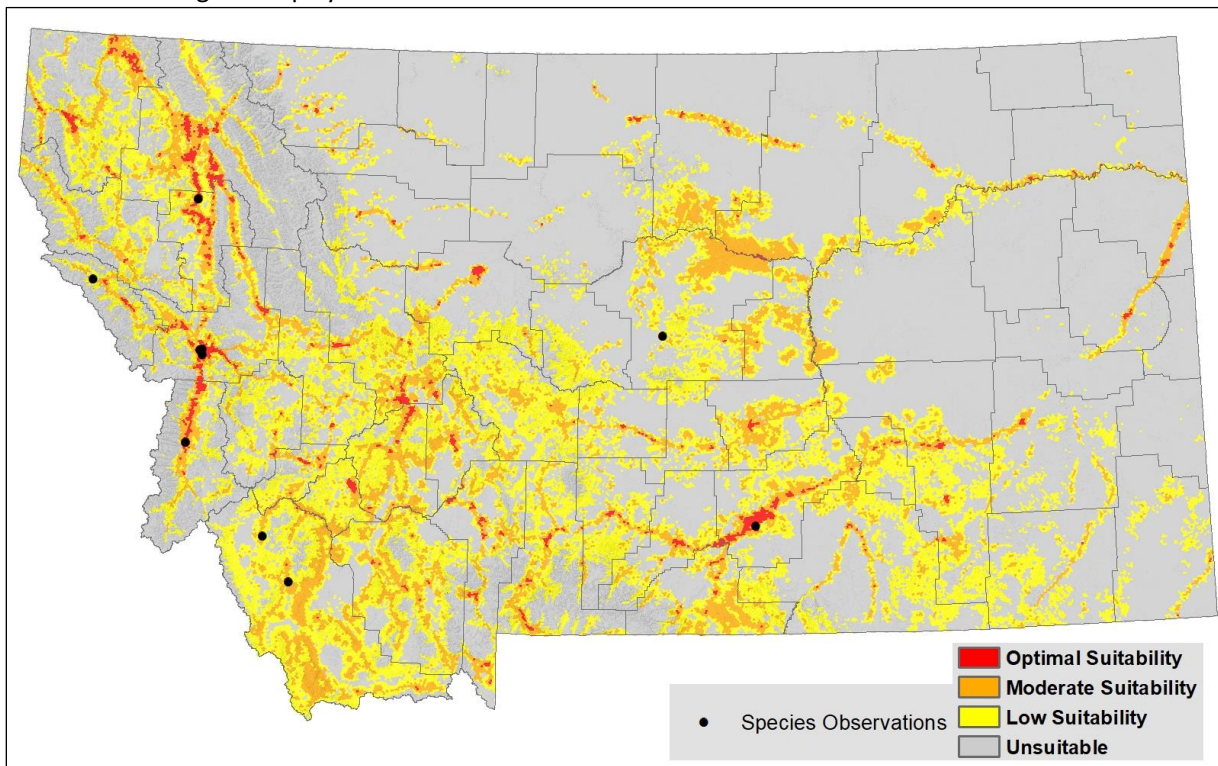 Optimal Suitability
Moderate Suitability
Species Observations
Low Suitability
Unsuitable